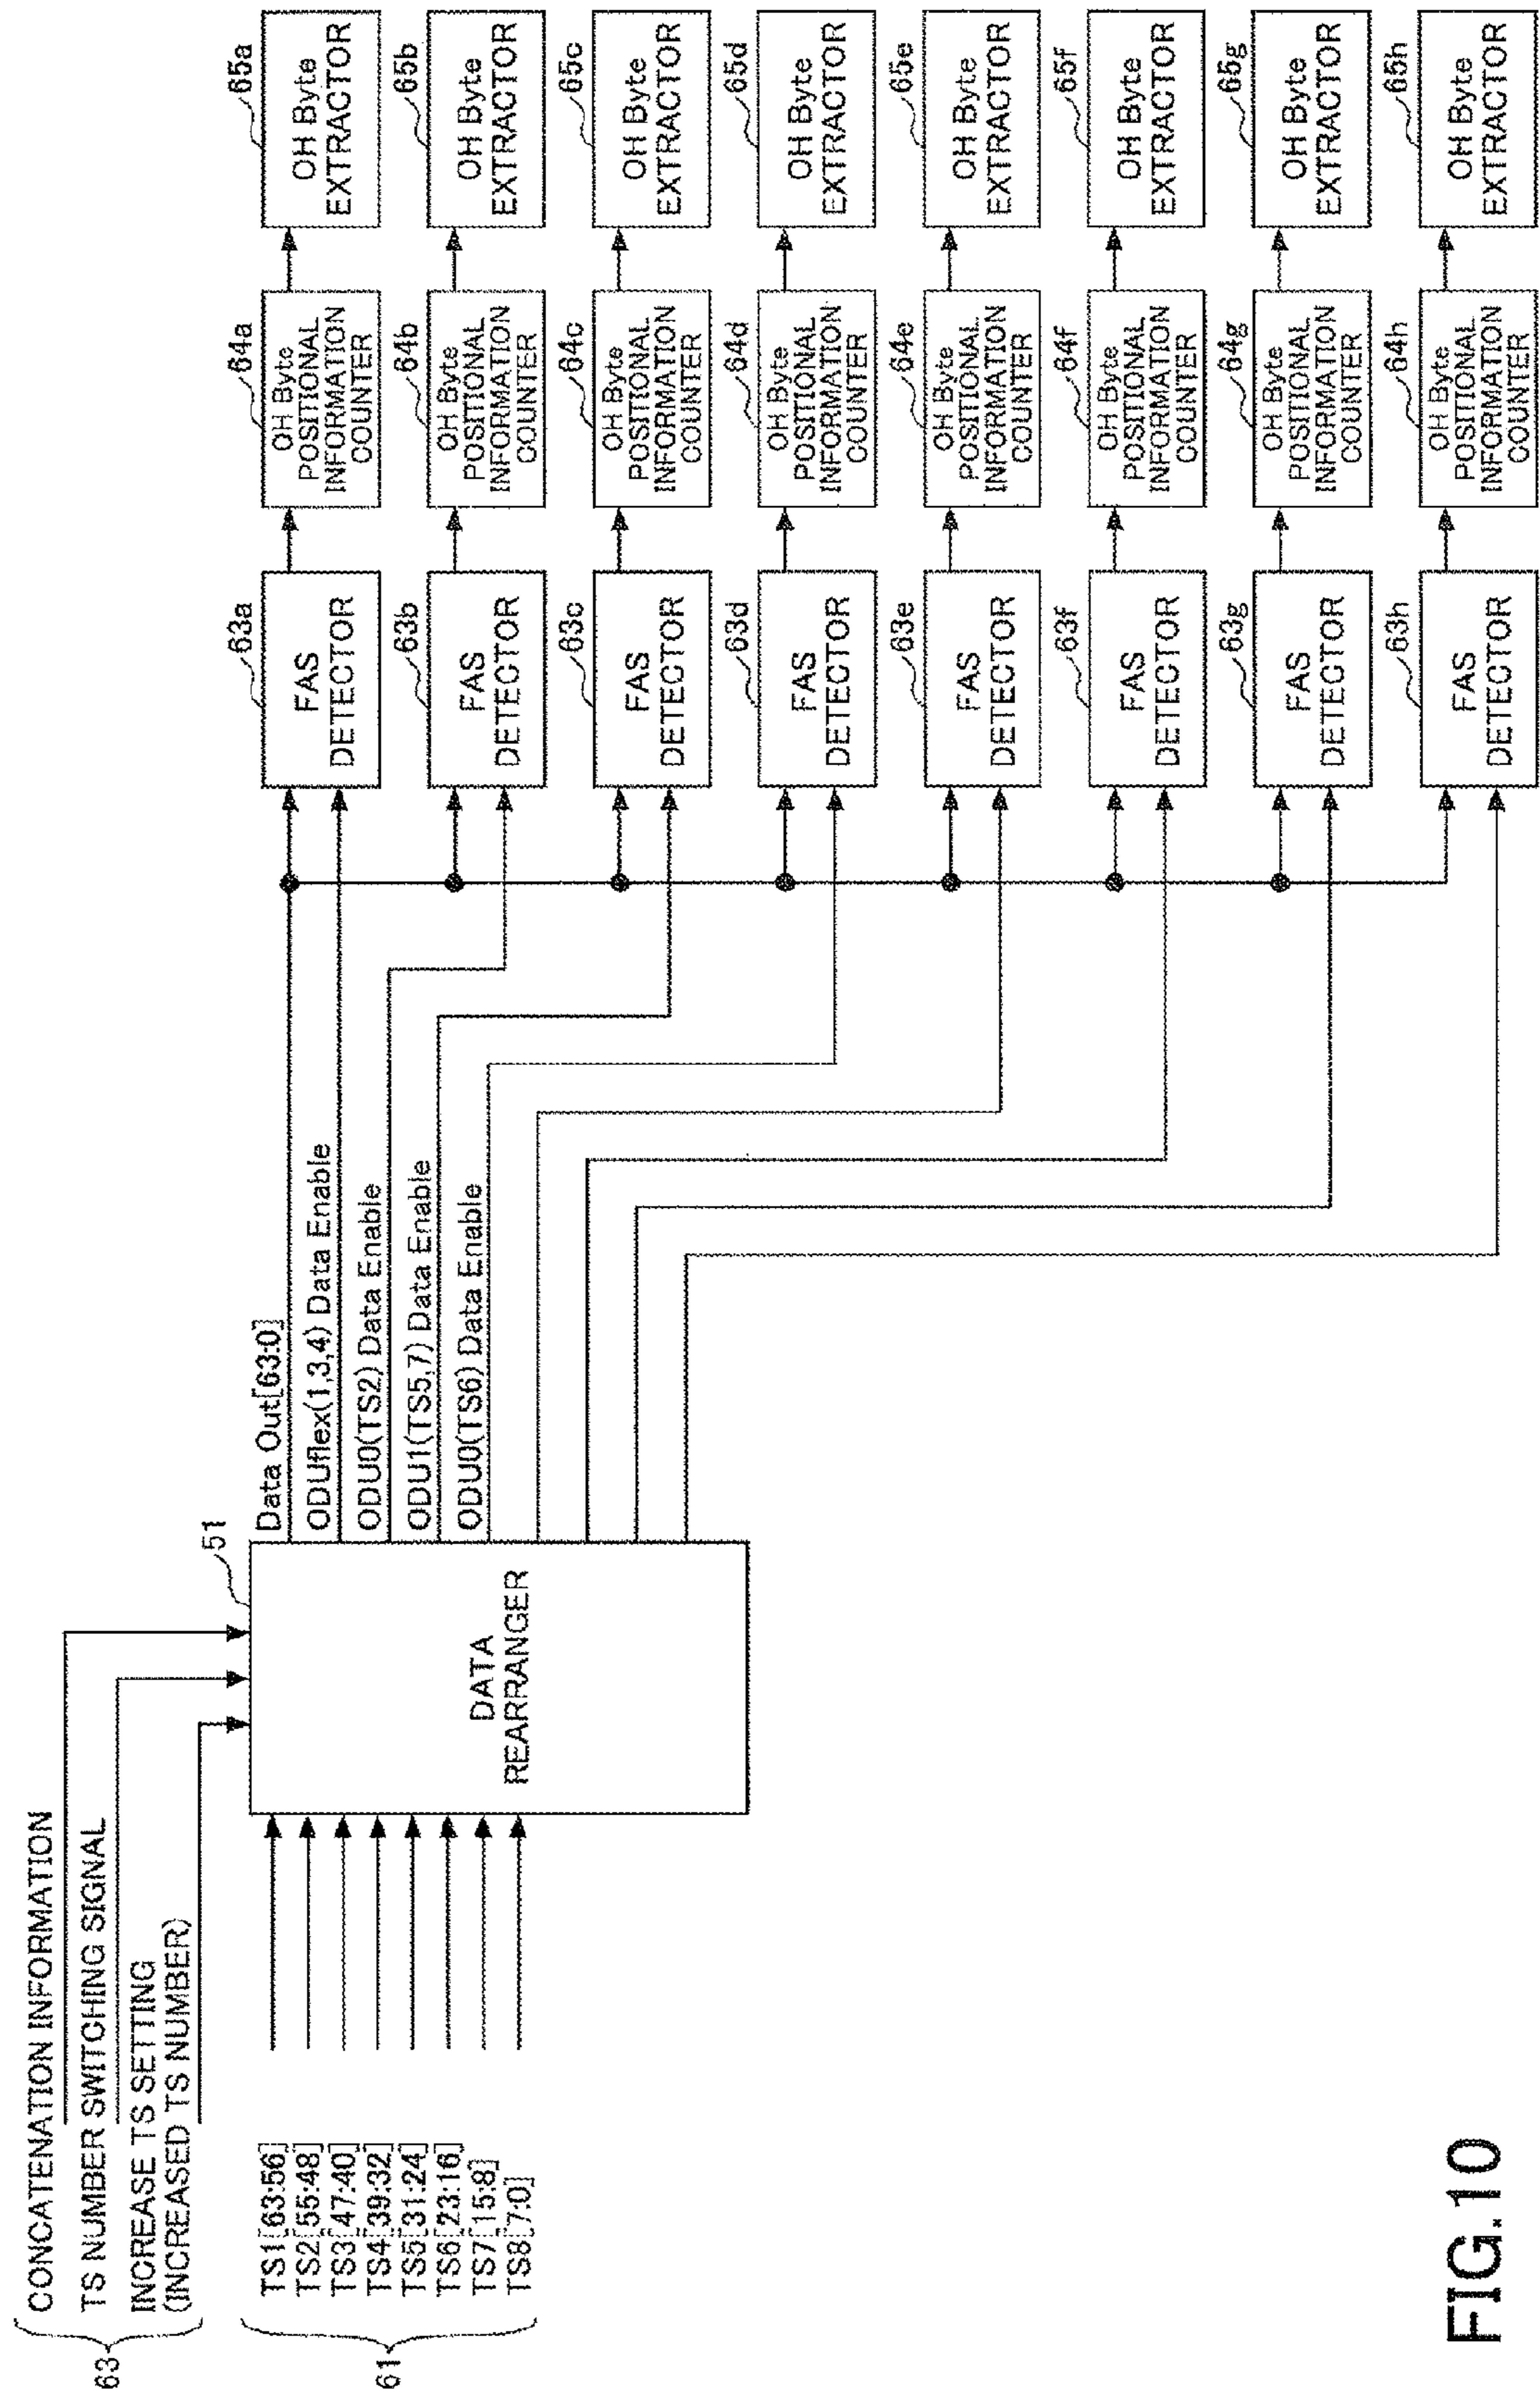 CONCATENATION INFORMATION
TS NUMBER SWITCHING SIGNAL
INCREASE TS SETTING
(INCREASED TS NUMBER)
63
TS1[63:56]
TS2[55:48]
TS3[47:40]
TS4[39:32]
TS5[31:24]
TS6[23:16]
TS7[15:8]
TS8[7:0]
61
51
DATA
REARRANGER
Data Out[63:0]
ODUflex(1,3,4) Data Enable
ODU0(TS2) Data Enable
ODU1(TS5,7) Data Enable
ODU0(TS6) Data Enable
63a
FAS
DETECTOR
64a
OH Byte
POSITIONAL
INFORMATION
COUNTER
65a
OH Byte
EXTRACTOR
63b
FAS
DETECTOR
64b
OH Byte
POSITIONAL
INFORMATION
COUNTER
65b
OH Byte
EXTRACTOR
63c
FAS
DETECTOR
64c
OH Byte
POSITIONAL
INFORMATION
COUNTER
65c
OH Byte
EXTRACTOR
63d
FAS
DETECTOR
64d
OH Byte
POSITIONAL
INFORMATION
COUNTER
65d
OH Byte
EXTRACTOR
63e
FAS
DETECTOR
64e
OH Byte
POSITIONAL
INFORMATION
COUNTER
65e
OH Byte
EXTRACTOR
63f
FAS
DETECTOR
64f
OH Byte
POSITIONAL
INFORMATION
COUNTER
65f
OH Byte
EXTRACTOR
63g
FAS
DETECTOR
64g
OH Byte
POSITIONAL
INFORMATION
COUNTER
65g
OH Byte
EXTRACTOR
63h
FAS
DETECTOR
64h
OH Byte
POSITIONAL
INFORMATION
COUNTER
65h
OH Byte
EXTRACTOR
FIG.10